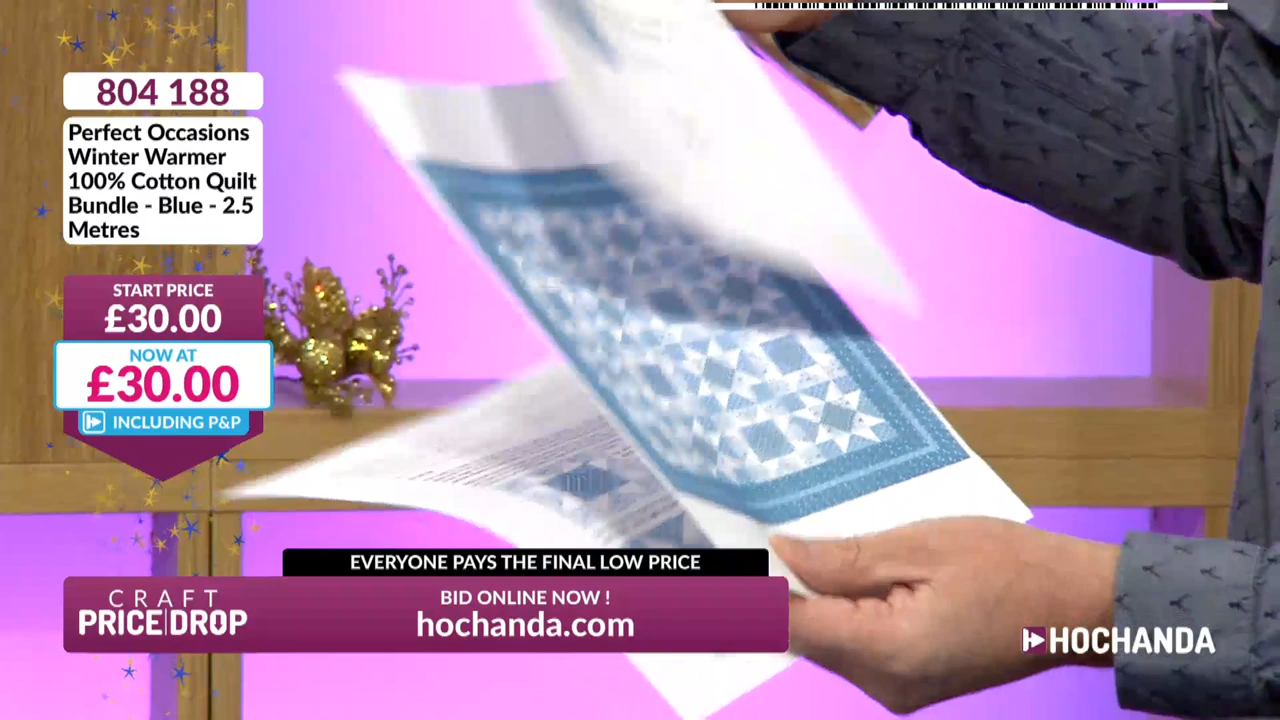 804 188
Perfect Occasions
Winter Warmer
100% Cotton Quilt
Bundle - Blue - 2.5
Metres
START PRICE
£30.00
NOW AT
£30.00
INCLUDING P&P
EVERYONE PAYS THE FINAL LOW PRICE
CRAFT
PRICE DROP
BID ONLINE NOW !
hochanda.com
HOCHANDA